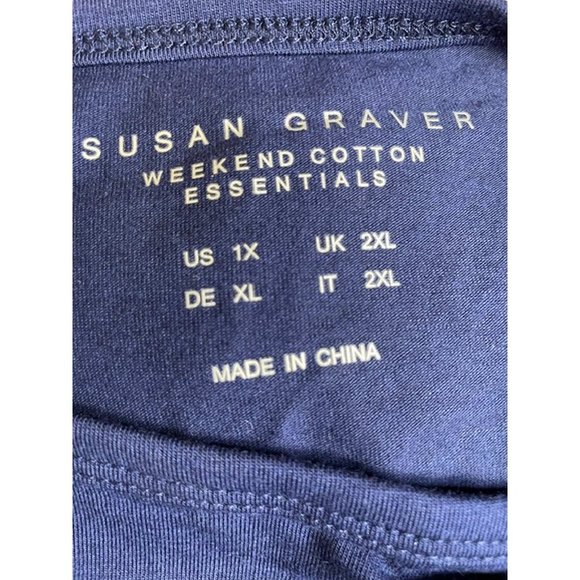 SUSAN GRAVER
WEEKEND COTTON
ESSENTIALS
US 1X UK 2XL
DE XL IT 2XL
MADE IN CHINA